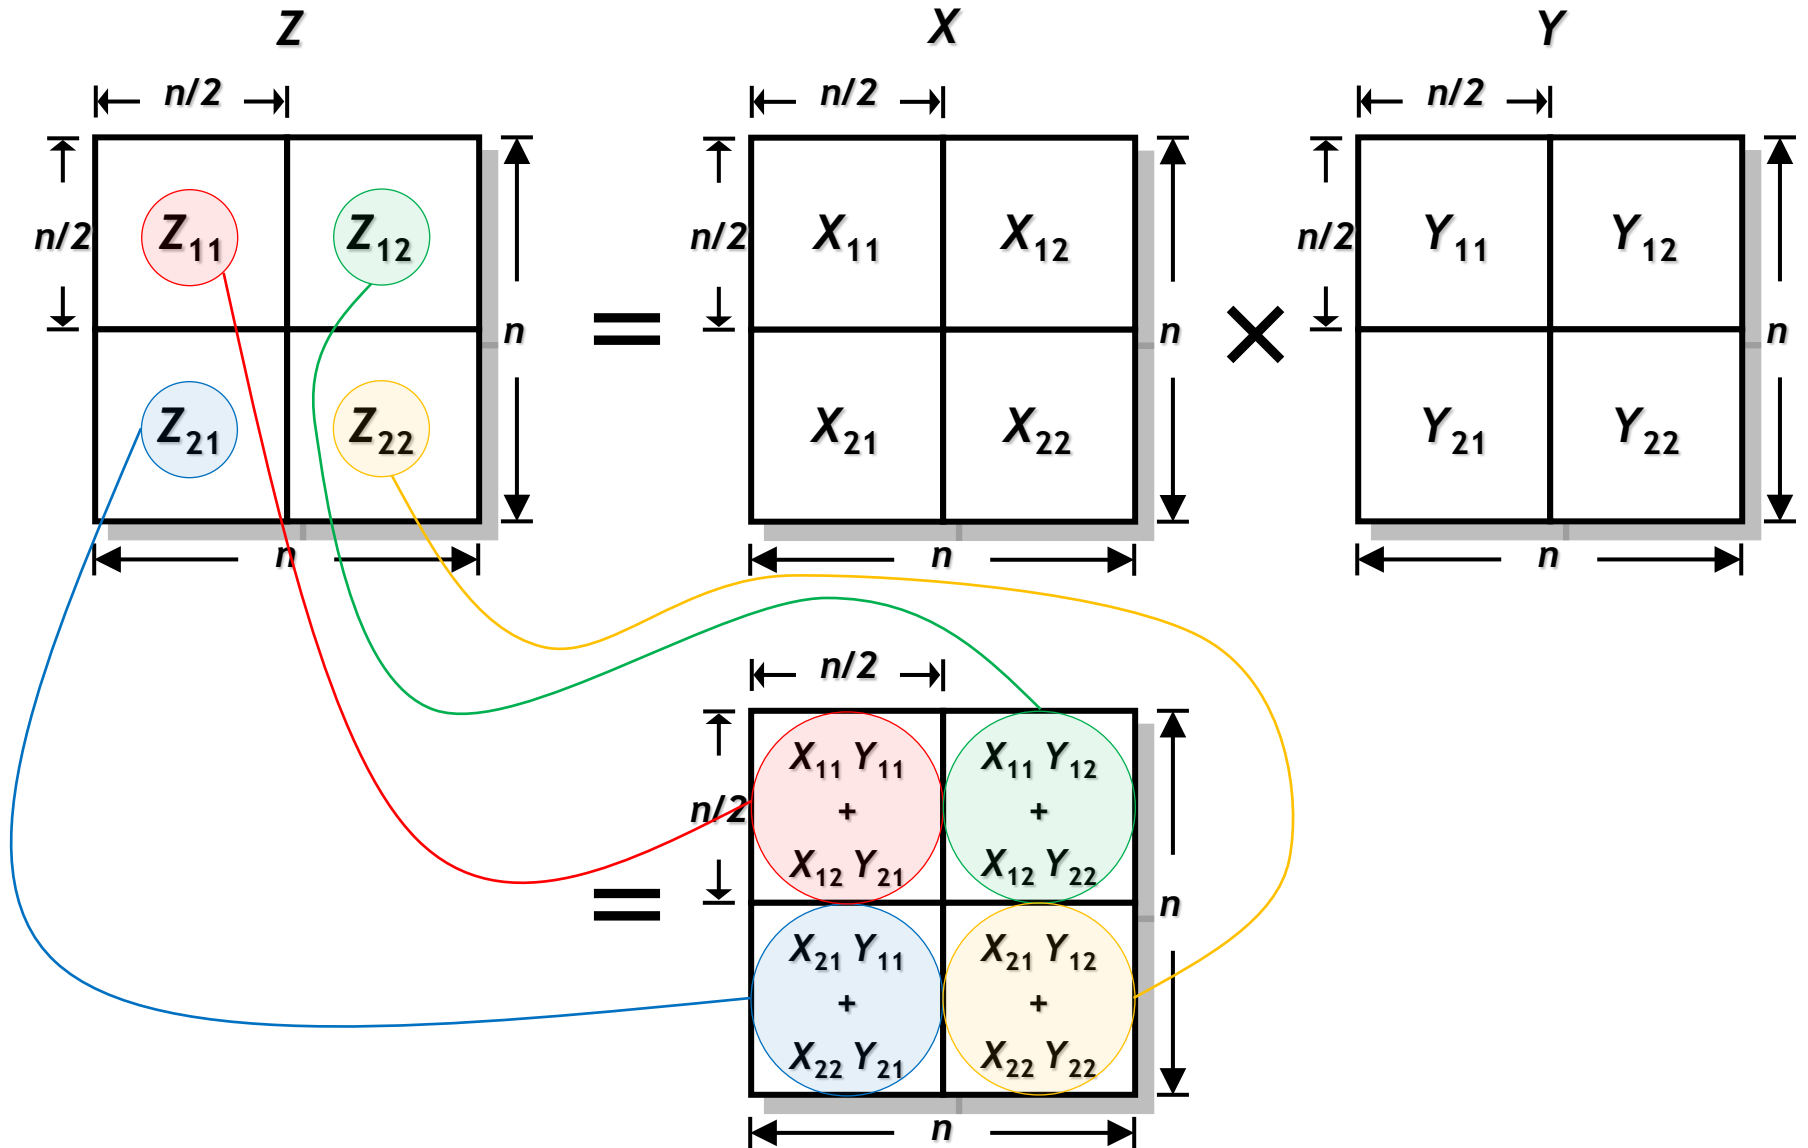 Z X Y
n/2 n/2 n/2
n/2 Z11 Z12 n = n/2 X11 X12 n × n/2 Y11 Y12 n
Z21 Z22 X21 X22 Y21 Y22
n n n
n/2
n/2 X11 Y11 + X12 Y21 X11 Y12 + X12 Y22
= n
X21 Y11 + X22 Y21 X21 Y12 + X22 Y22
n